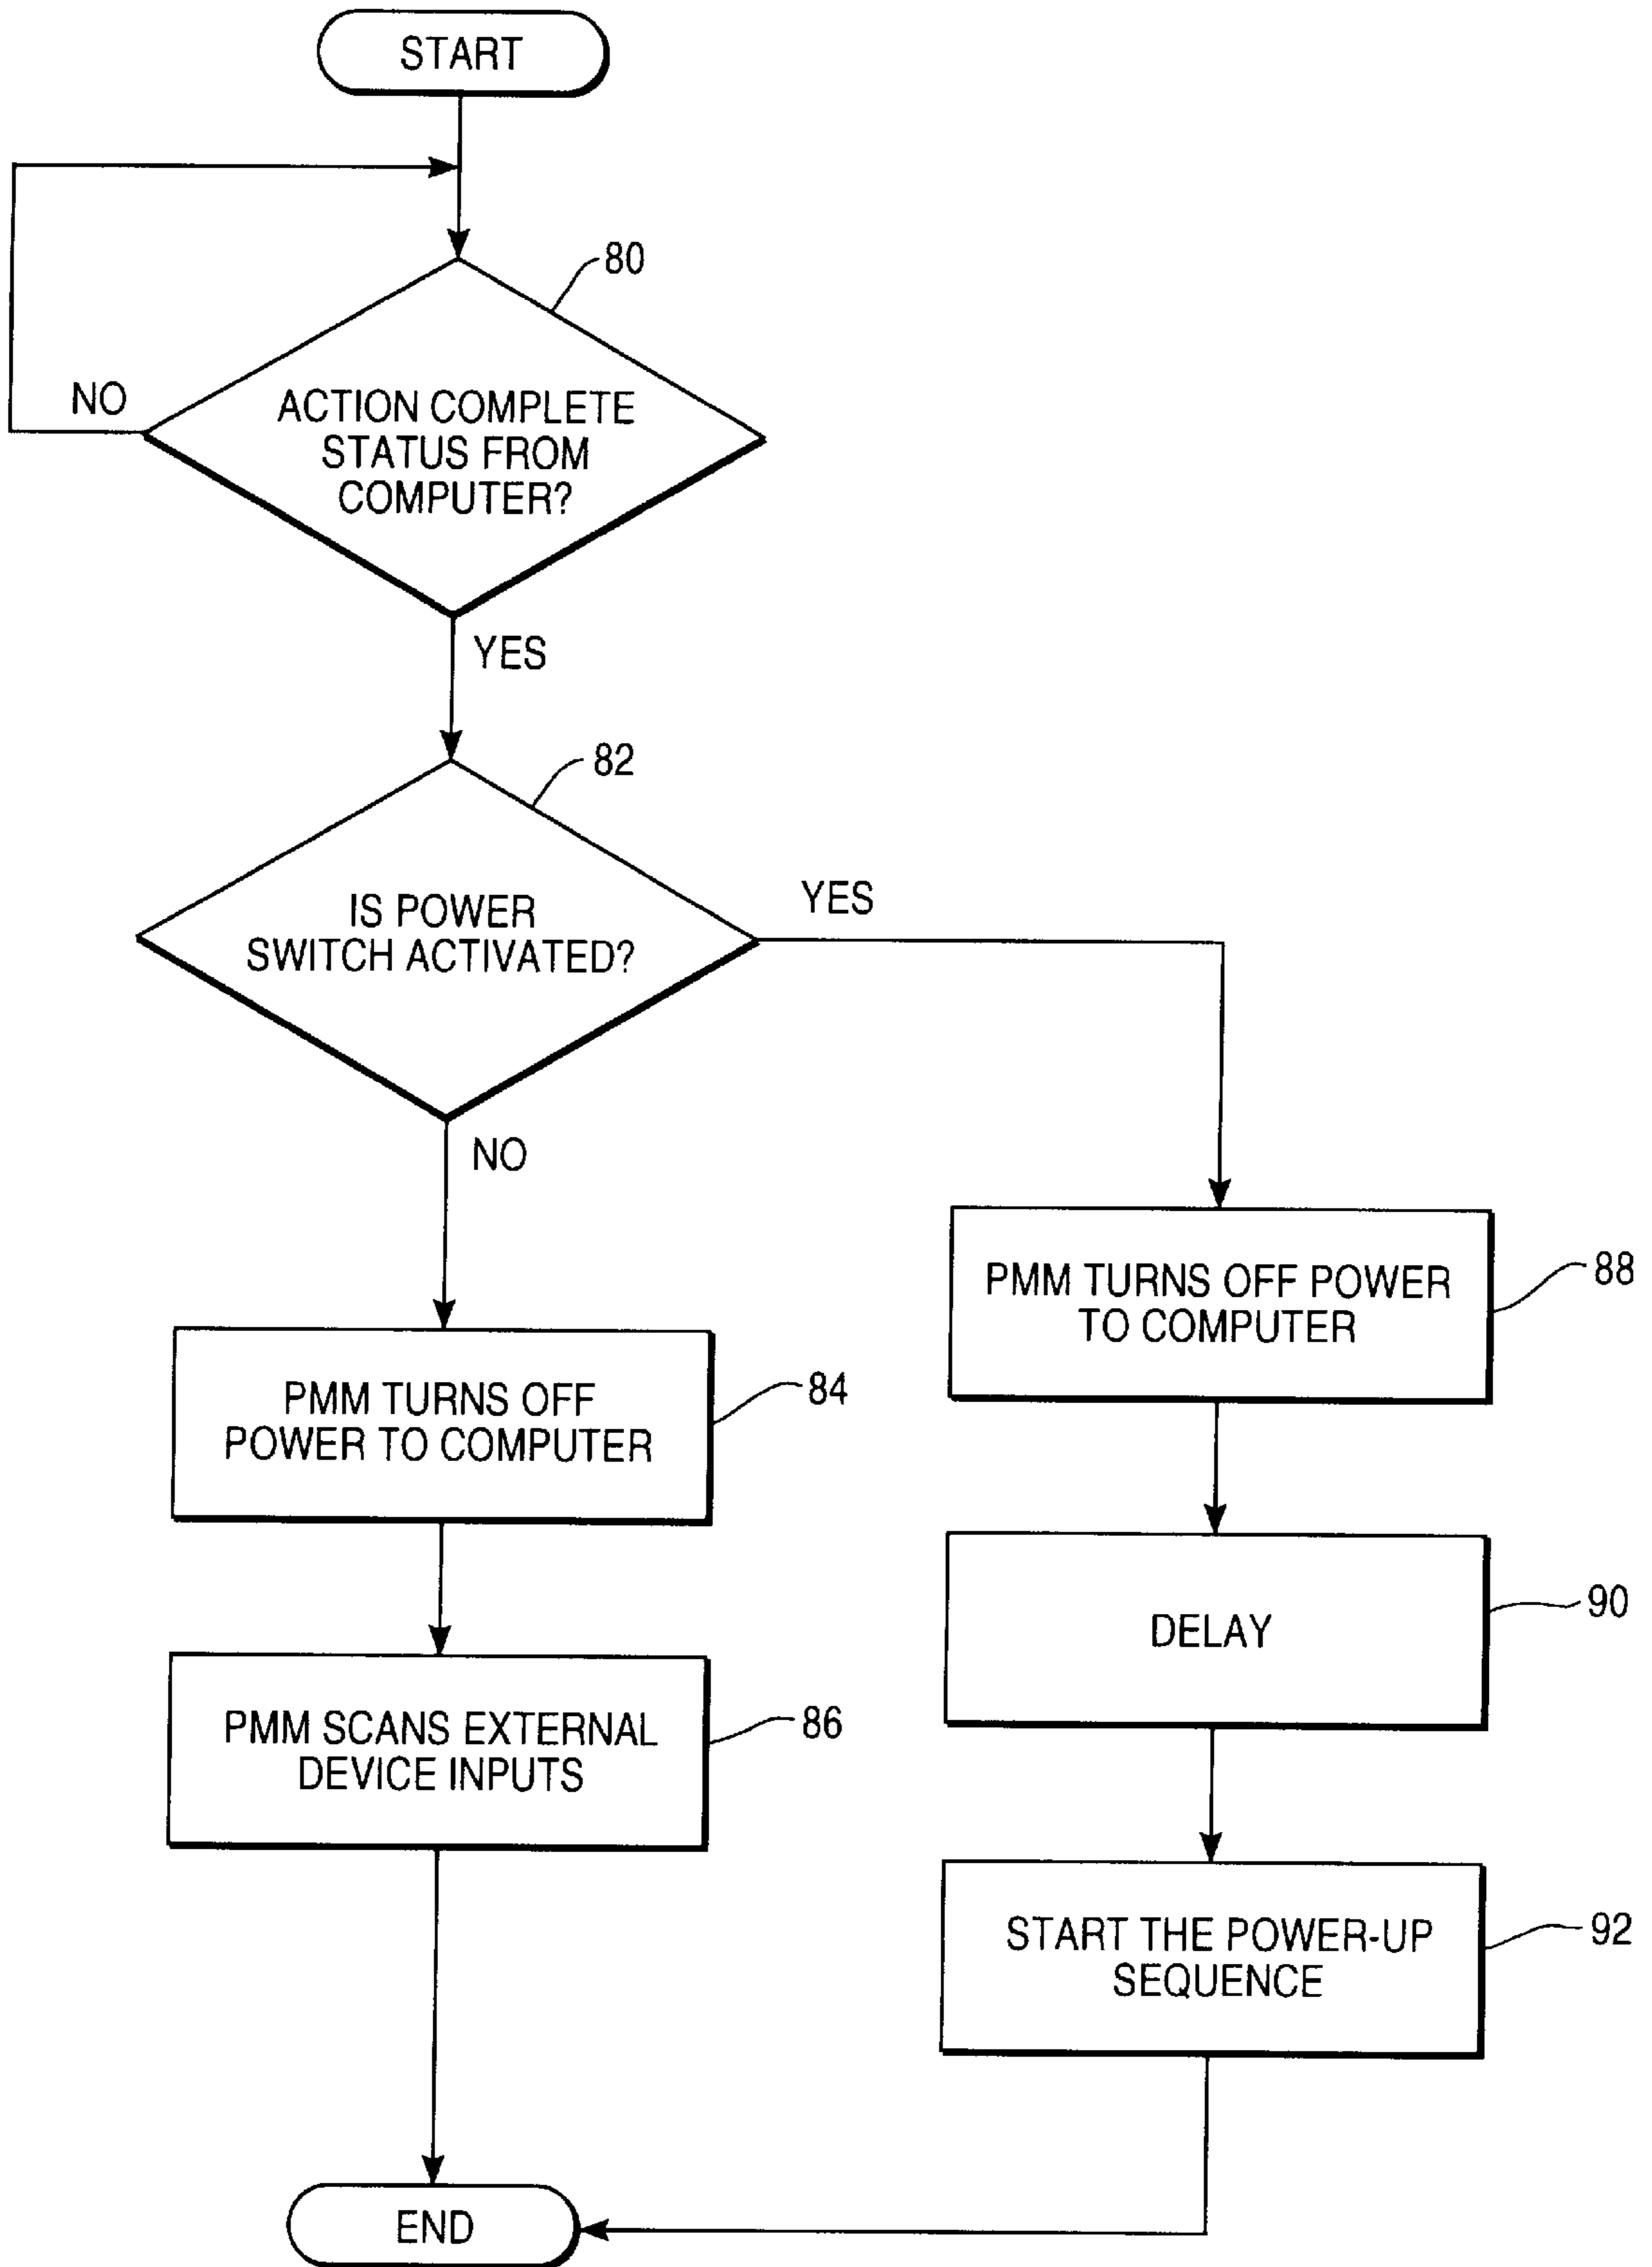 START
80
NO
ACTION COMPLETE
STATUS FROM
COMPUTER?
YES
82
IS POWER
SWITCH ACTIVATED?
YES
NO
PMM TURNS OFF POWER
TO COMPUTER
88
PMM TURNS OFF
POWER TO COMPUTER
84
DELAY
90
PMM SCANS EXTERNAL
DEVICE INPUTS
86
START THE POWER-UP
SEQUENCE
92
END